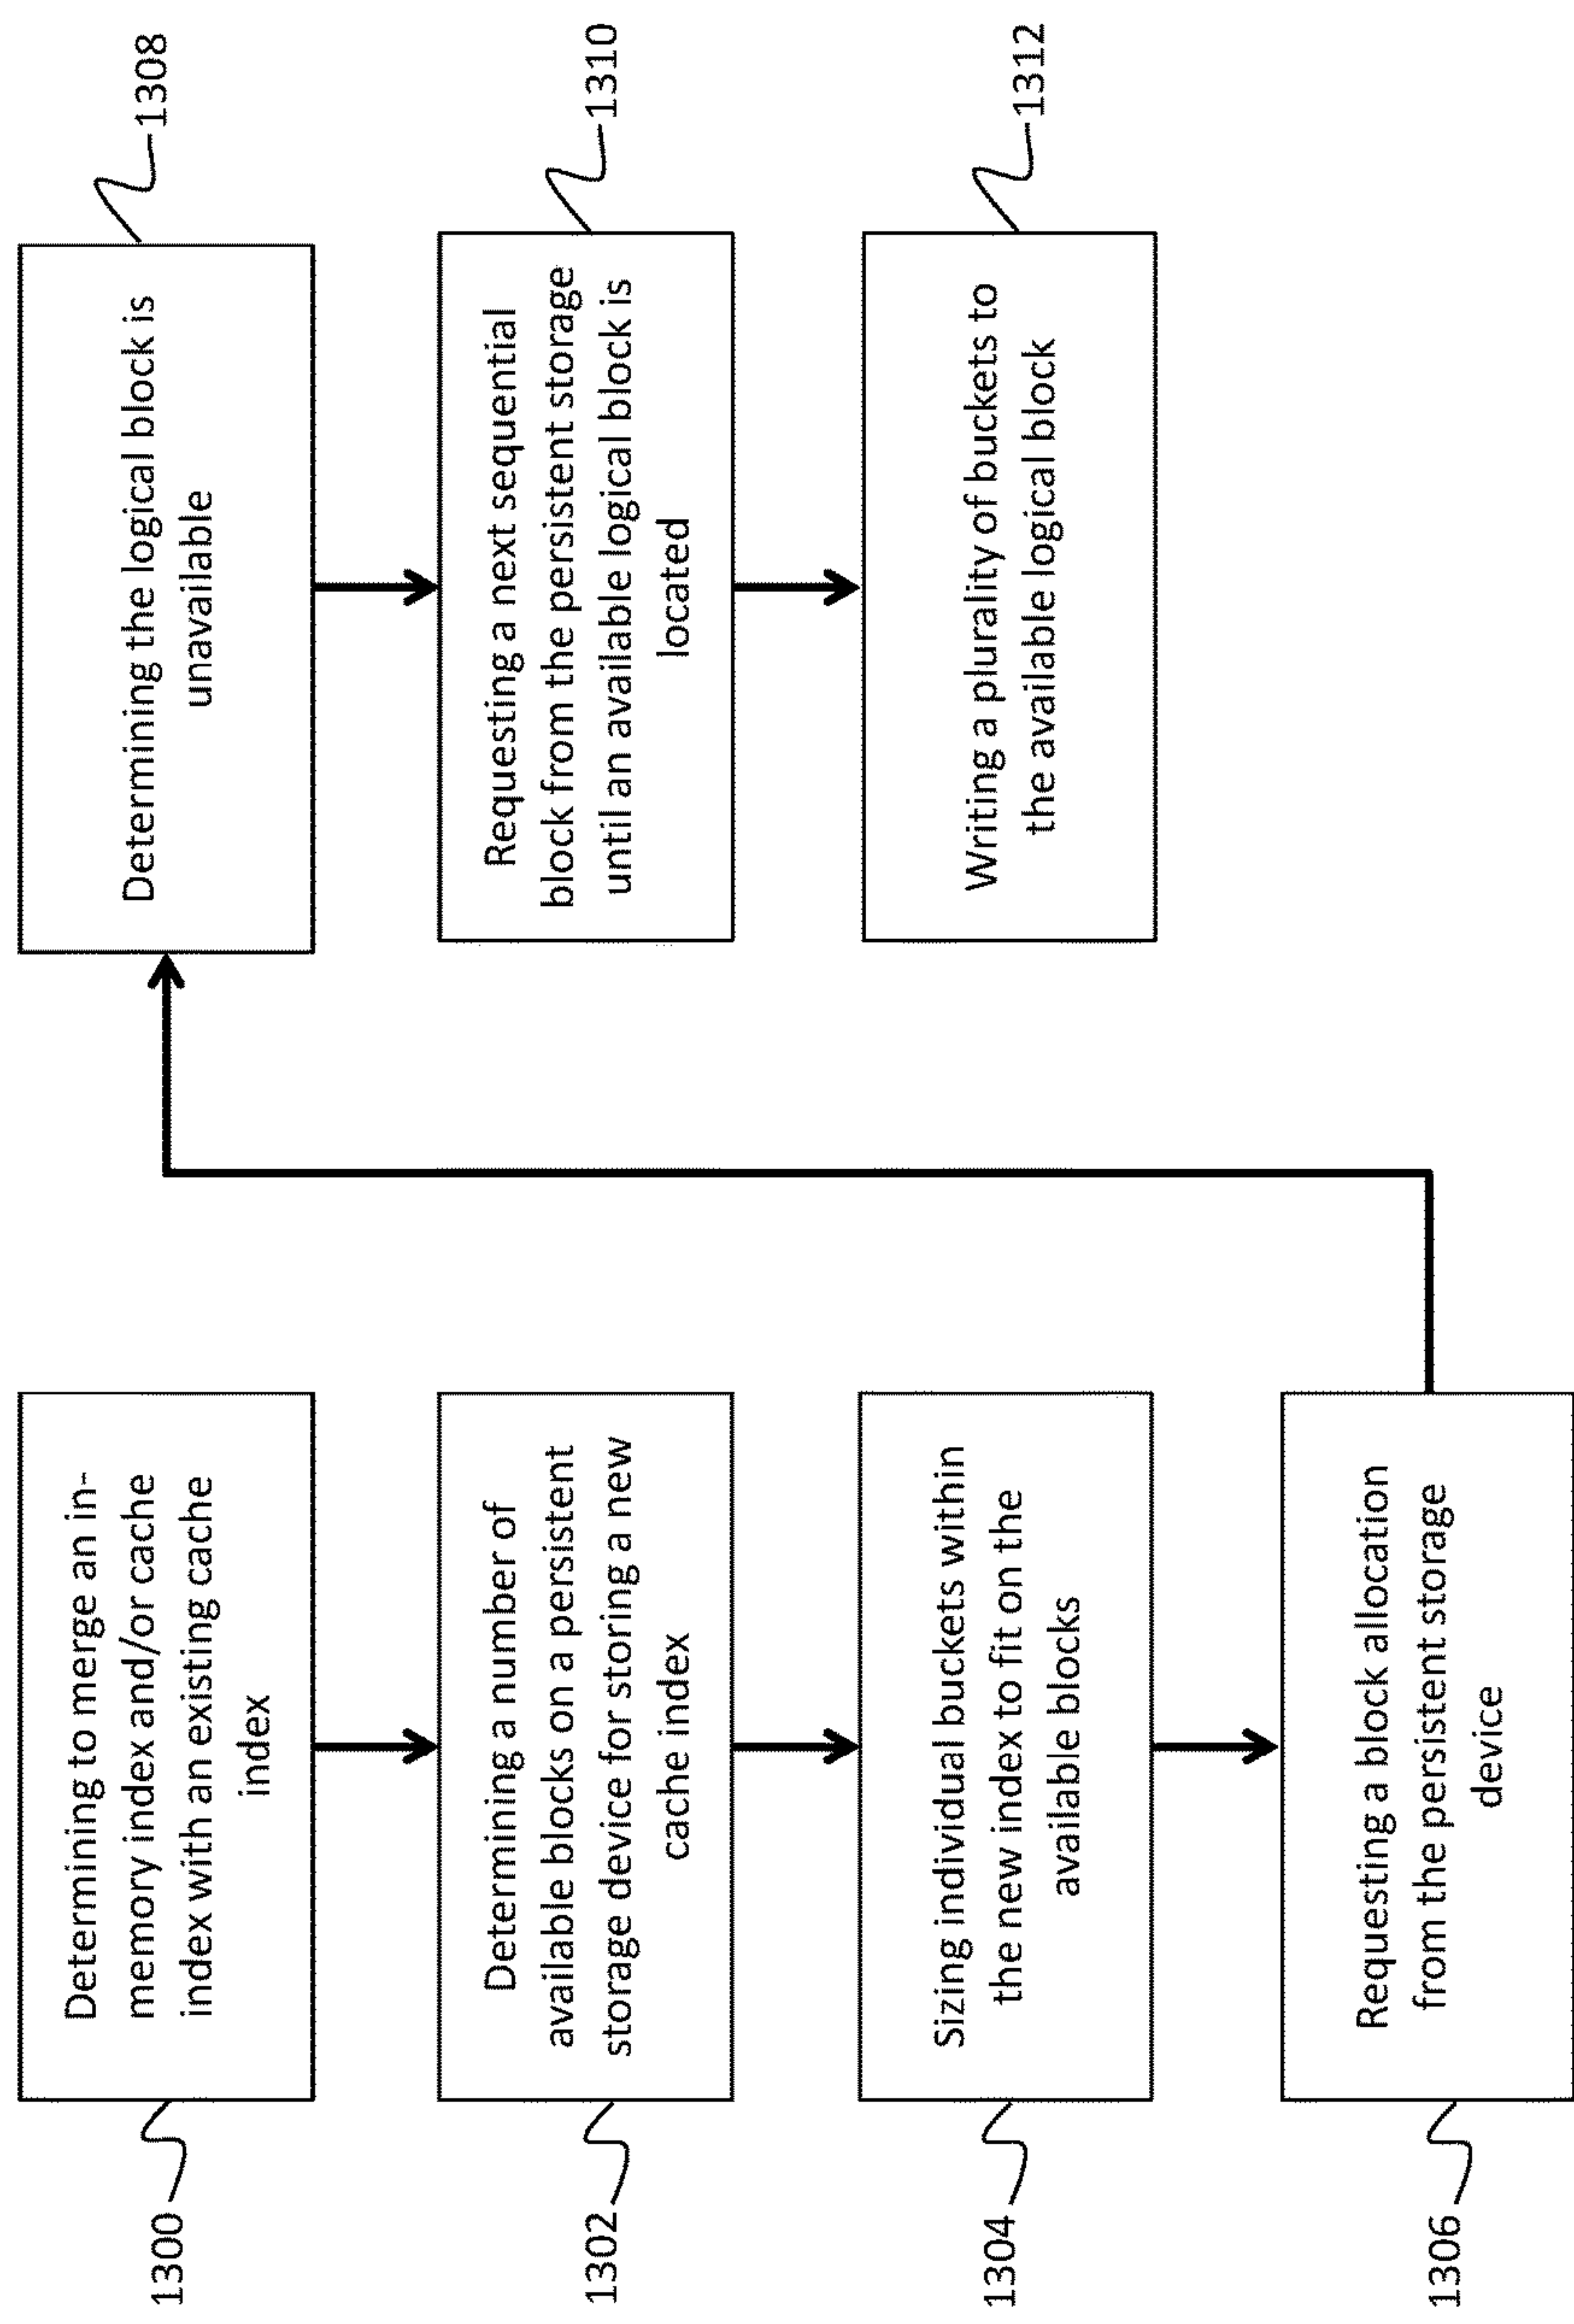 1300
Determining to merge an in-
memory index and/or cache
index with an existing cache
index
1302
Determining a number of
available blocks on a persistent
storage device for storing a new
cache index
1304
Sizing individual buckets within
the new index to fit on the
available blocks
1306
Requesting a block allocation
from the persistent storage
device
Determining the logical block is
unavailable
1308
Requesting a next sequential
block from the persistent storage
until an available logical block is
located
1310
Writing a plurality of buckets to
the available logical block
1312